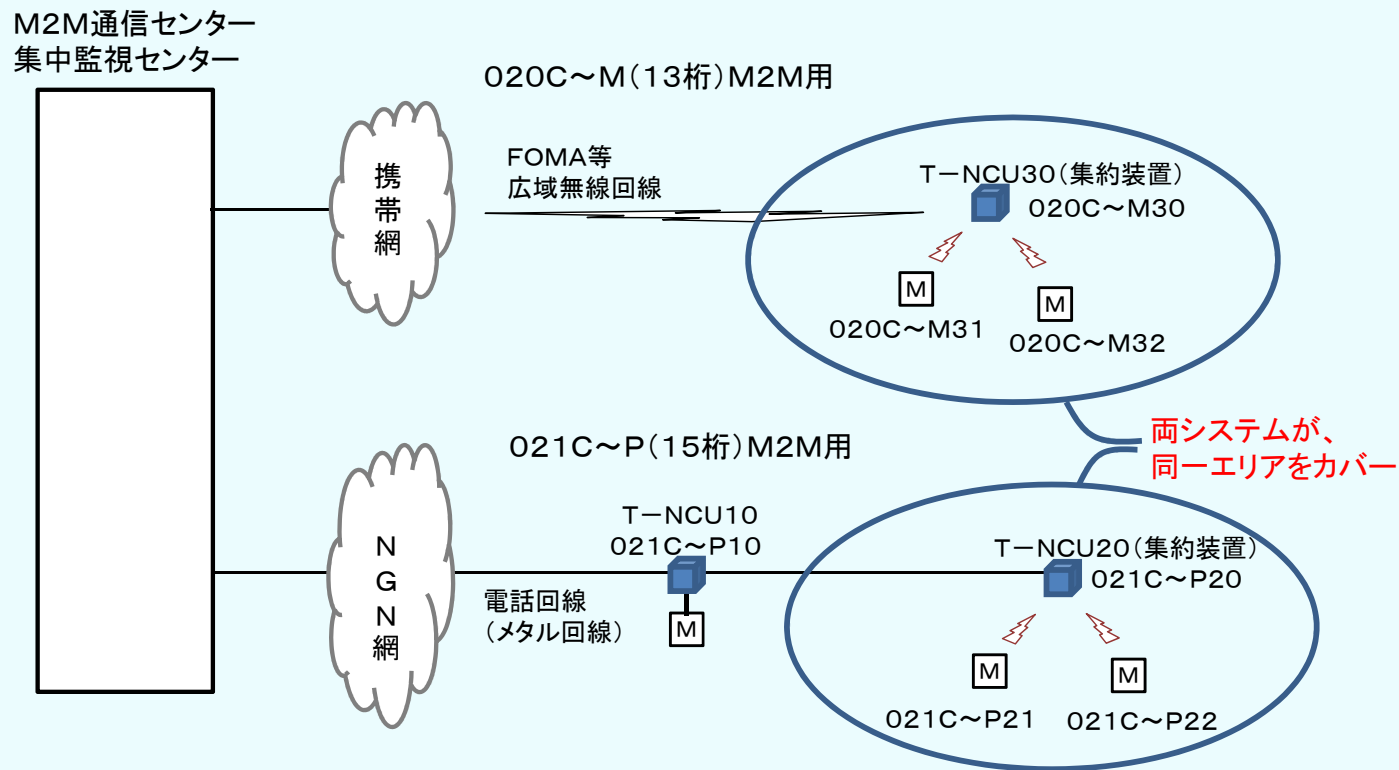 M2M通信センター
集中監視センター
020C～M（13桁）M2M用
携帯網
FOMA等
広域無線回線
T－NCU30（集約装置）
020C～M30
M
M
020C～M31
020C～M32
両システムが、
同一エリアをカバー
021C～P（15桁）M2M用
NGN網
T－NCU10
021C～P10
電話回線
（メタル回線）
M
T－NCU20（集約装置）
021C～P20
M
M
021C～P21
021C～P22